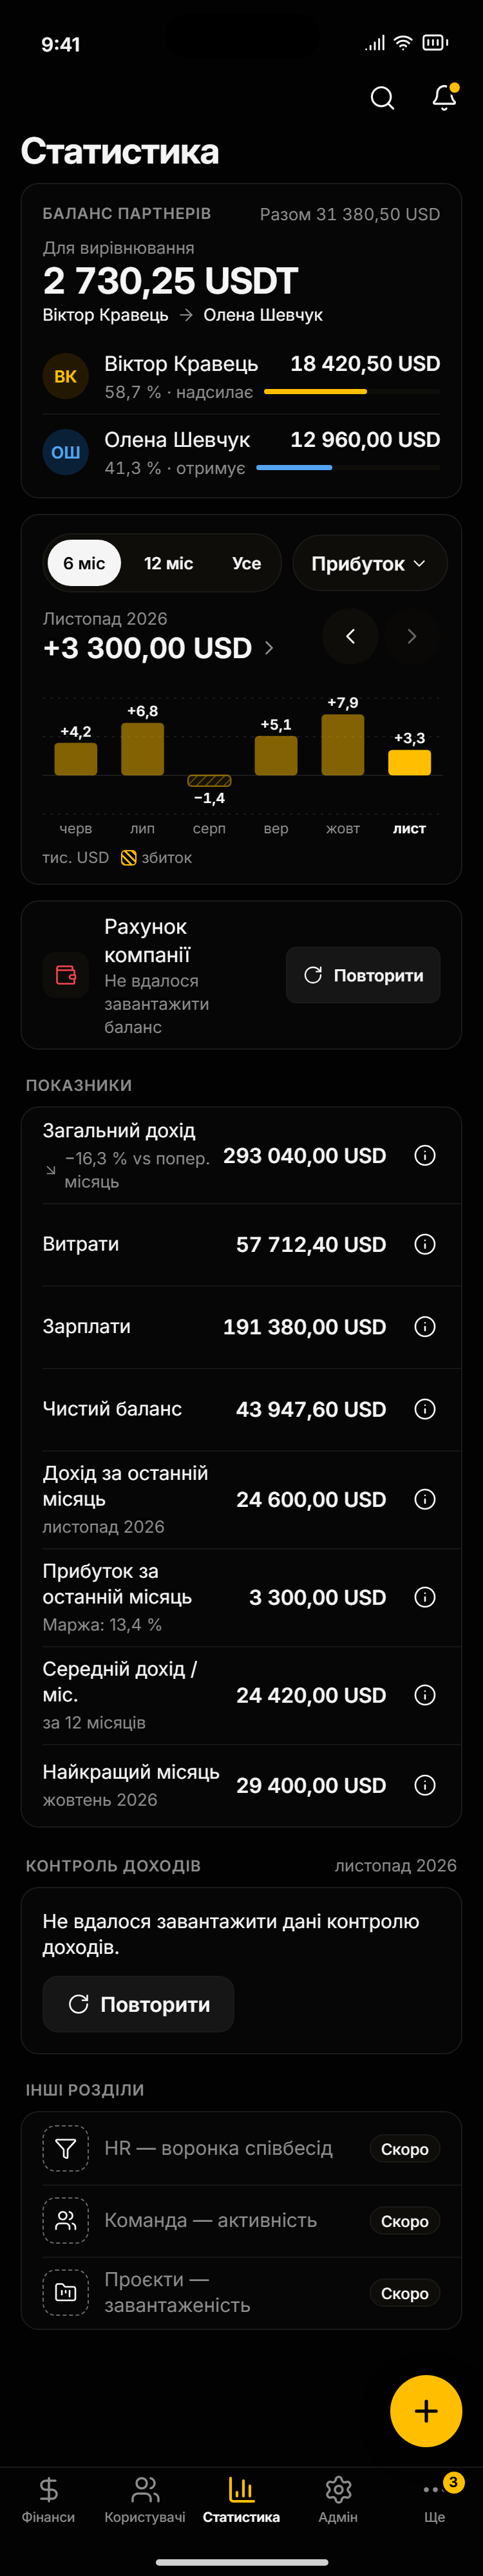 9:41
Статистика
БАЛАНС ПАРТНЕРІВ Разом 31 380,50 USD
Для вирівнювання
2 730,25 USDT
Віктор Кравець → Олена Шевчук
ВК Віктор Кравець 18 420,50 USD
58,7 % · надсилає
ОШ Олена Шевчук 12 960,00 USD
41,3 % · отримує
6 міс 12 міс Усе Прибуток
Листопад 2026
+3 300,00 USD
+4,2 +6,8 −1,4 +5,1 +7,9 +3,3
черв лип серп вер жовт лист
тис. USD збиток
Рахунок
компанії
Не вдалося
завантажити
баланс
Повторити
ПОКАЗНИКИ
Загальний дохід 293 040,00 USD
−16,3 % vs попер.
місяць
Витрати 57 712,40 USD
Зарплати 191 380,00 USD
Чистий баланс 43 947,60 USD
Дохід за останній
місяць 24 600,00 USD
листопад 2026
Прибуток за
останній місяць 3 300,00 USD
Маржа: 13,4 %
Середній дохід /
міс. 24 420,00 USD
за 12 місяців
Найкращий місяць 29 400,00 USD
жовтень 2026
КОНТРОЛЬ ДОХОДІВ листопад 2026
Не вдалося завантажити дані контролю
доходів.
Повторити
ІНШІ РОЗДІЛИ
HR — воронка співбесід Скоро
Команда — активність Скоро
Проєкти —
завантаженість Скоро
3
Фінанси Користувачі Статистика Адмін Ще